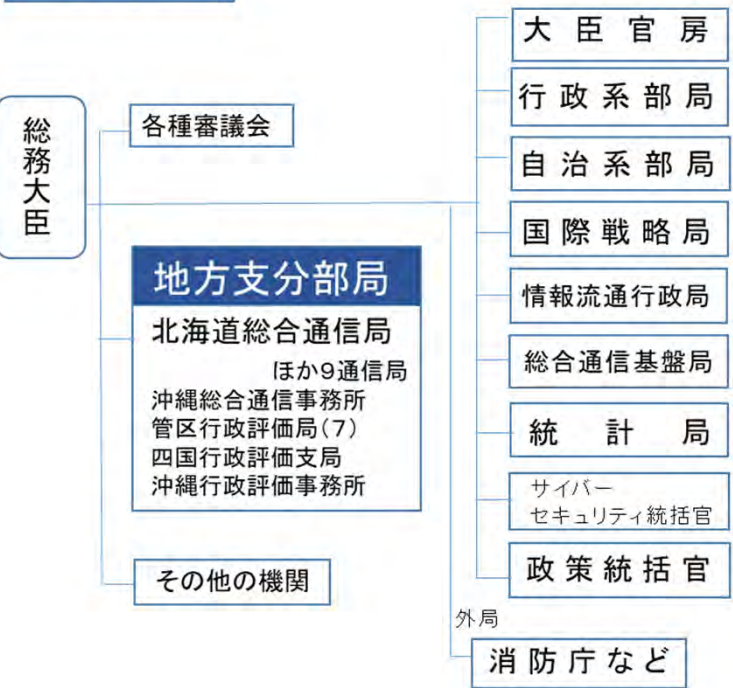 総務大臣
各種審議会
地方支分部局
北海道総合通信局
ほか9通信局
沖縄総合通信事務所
管区行政評価局(7)
四国行政評価支局
沖縄行政評価事務所
その他の機関
大臣官房
行政系部局
自治系部局
国際戦略局
情報流通行政局
総合通信基盤局
統計局
サイバー
セキュリティ統括官
政策統括官
外局
消防庁など